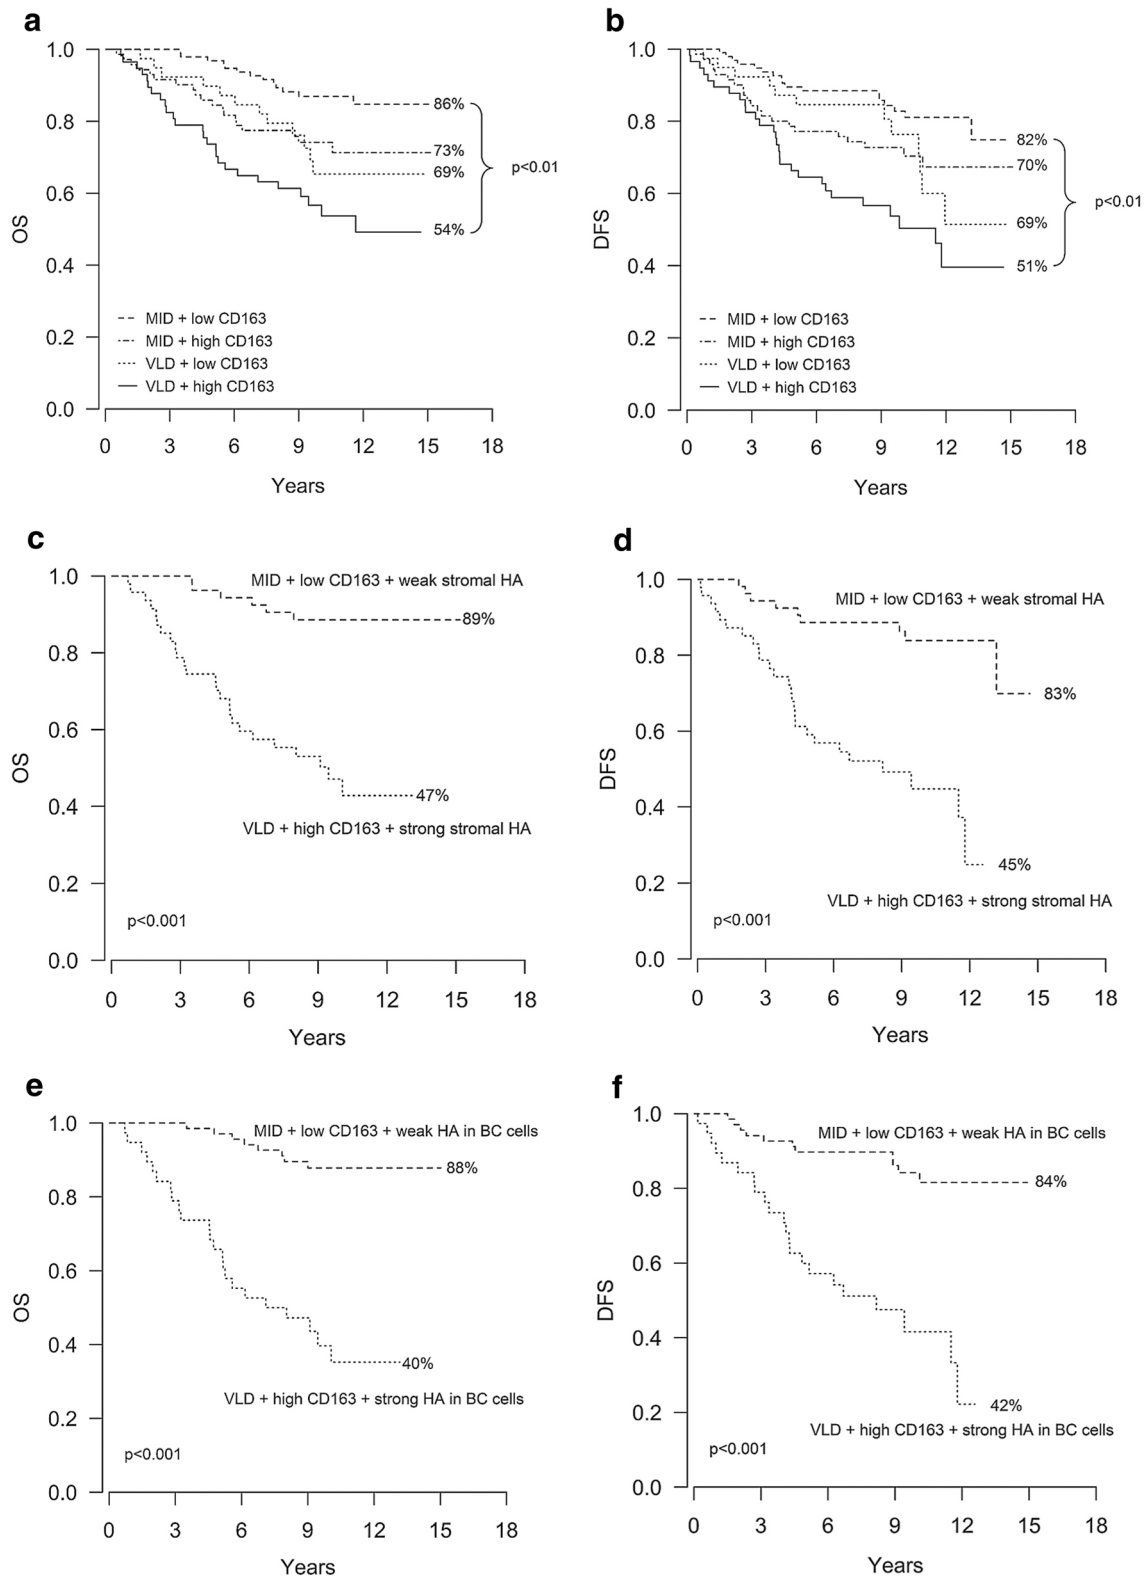 a
1.0
0.8
0.6
0.4
0.2
0.0
OS
86%
73%
69%
54%
p<0.01
MID + low CD163
MID + high CD163
VLD + low CD163
VLD + high CD163
0 3 6 9 12 15 18
Years
b
1.0
0.8
0.6
0.4
0.2
0.0
DFS
82%
70%
69%
51%
p<0.01
MID + low CD163
MID + high CD163
VLD + low CD163
VLD + high CD163
0 3 6 9 12 15 18
Years
c
1.0
0.8
0.6
0.4
0.2
0.0
OS
MID + low CD163 + weak stromal HA
89%
47%
VLD + high CD163 + strong stromal HA
p<0.001
0 3 6 9 12 15 18
Years
d
1.0
0.8
0.6
0.4
0.2
0.0
DFS
MID + low CD163 + weak stromal HA
83%
45%
VLD + high CD163 + strong stromal HA
p<0.001
0 3 6 9 12 15 18
Years
e
1.0
0.8
0.6
0.4
0.2
0.0
OS
MID + low CD163 + weak HA in BC cells
88%
40%
VLD + high CD163 + strong HA in BC cells
p<0.001
0 3 6 9 12 15 18
Years
f
1.0
0.8
0.6
0.4
0.2
0.0
DFS
MID + low CD163 + weak HA in BC cells
84%
42%
VLD + high CD163 + strong HA in BC cells
p<0.001
0 3 6 9 12 15 18
Years